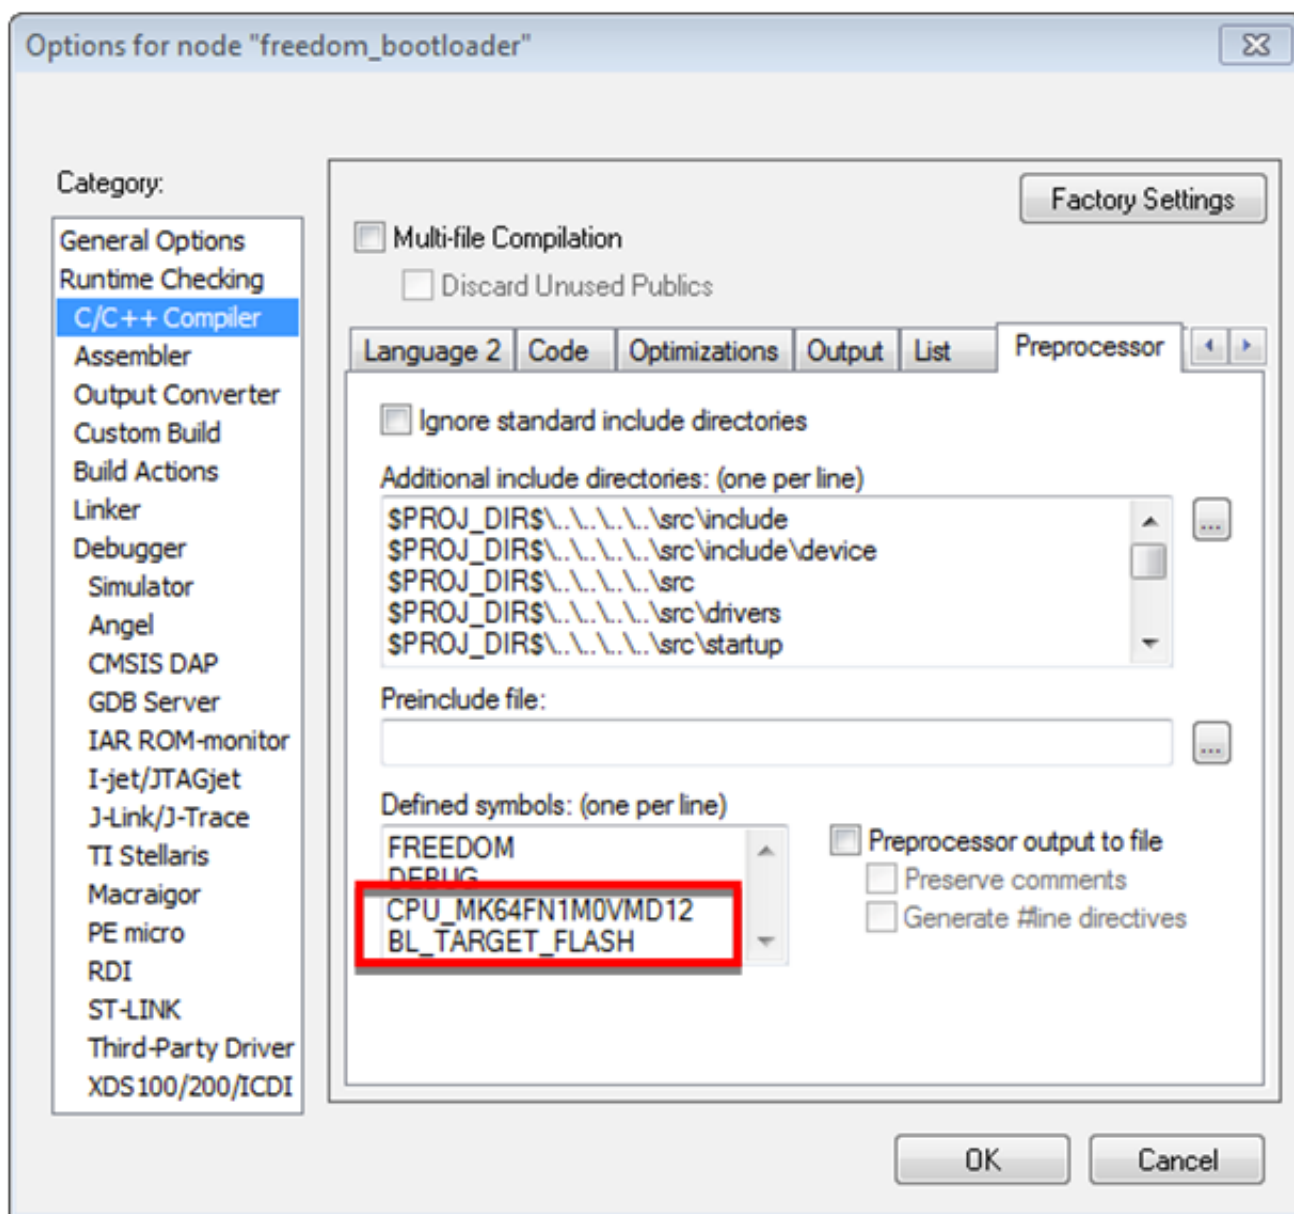 Options for node "freedom_bootloader"
Category:
General Options
Runtime Checking
C/C++ Compiler
Assembler
Output Converter
Custom Build
Build Actions
Linker
Debugger
Simulator
Angel
CMSIS DAP
GDB Server
IAR ROM-monitor
I-jet/JTAGjet
J-Link/J-Trace
TI Stellaris
Macraigor
PE micro
RDI
ST-LINK
Third-Party Driver
XDS100/200/ICDI
Factory Settings
Multi-file Compilation
Discard Unused Publics
Language 2 Code Optimizations Output List Preprocessor
Ignore standard include directories
Additional include directories: (one per line)
$PROJ_DIR$\..\..\..\..\src\include
$PROJ_DIR$\..\..\..\..\src\include\device
$PROJ_DIR$\..\..\..\..\src
$PROJ_DIR$\..\..\..\..\src\drivers
$PROJ_DIR$\..\..\..\..\src\startup
...
Preinclude file:
...
Defined symbols: (one per line)
FREEDOM
DEBUG
CPU_MK64FN1M0VMD12
BL_TARGET_FLASH
Preprocessor output to file
Preserve comments
Generate #line directives
OK Cancel